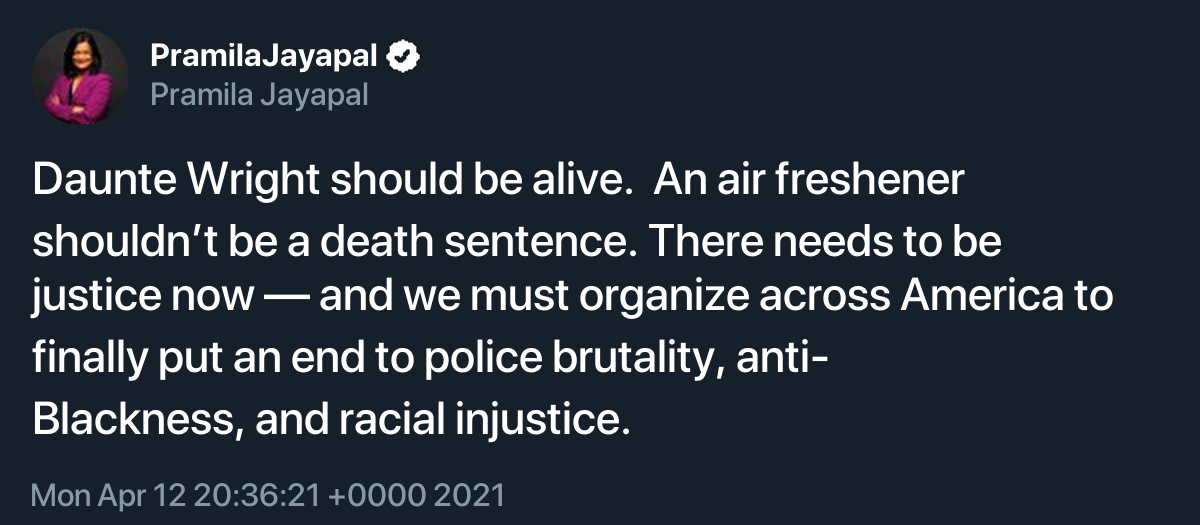 PramilaJayapal
Pramila Jayapal
Daunte Wright should be alive.  An air freshener
shouldn’t be a death sentence. There needs to be
justice now — and we must organize across America to
finally put an end to police brutality, anti-
Blackness, and racial injustice.
Mon Apr 12 20:36:21 +0000 2021